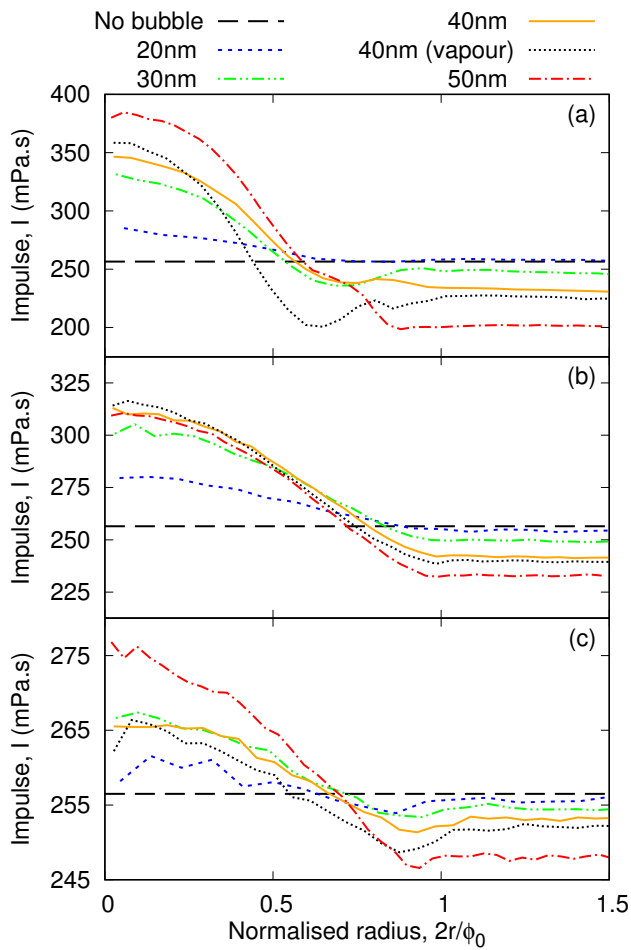 No bubble
20nm
30nm
40nm
40nm (vapour)
50nm
(a)
400
350
300
250
200
Impulse, I (mPa.s)
(b)
325
300
275
250
225
Impulse, I (mPa.s)
(c)
275
265
255
245
Impulse, I (mPa.s)
0 0.5 1 1.5
Normalised radius, 2r/ϕ₀